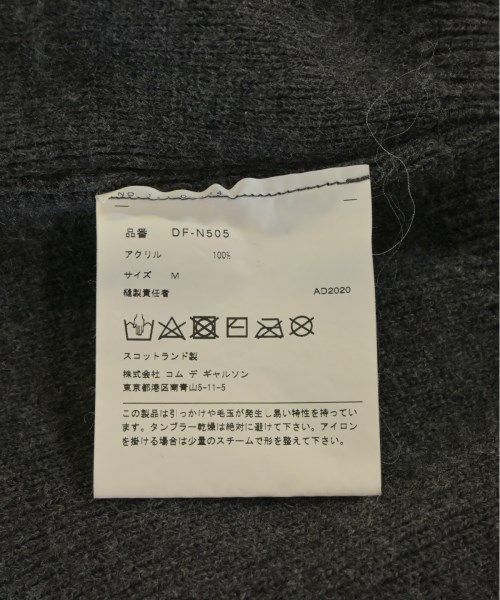 品番 DF-N505
アクリル 100%
サイズ M
縫製責任者 AD2020
スコットランド製
株式会社 コム デ ギャルソン
東京都港区南青山5-11-5
この製品は引っかけや毛玉が発生し易い特性を持ってい
ます。タンブラー乾燥は絶対に避けて下さい。アイロン
を掛ける場合は少量のスチームで形を整えて下さい。